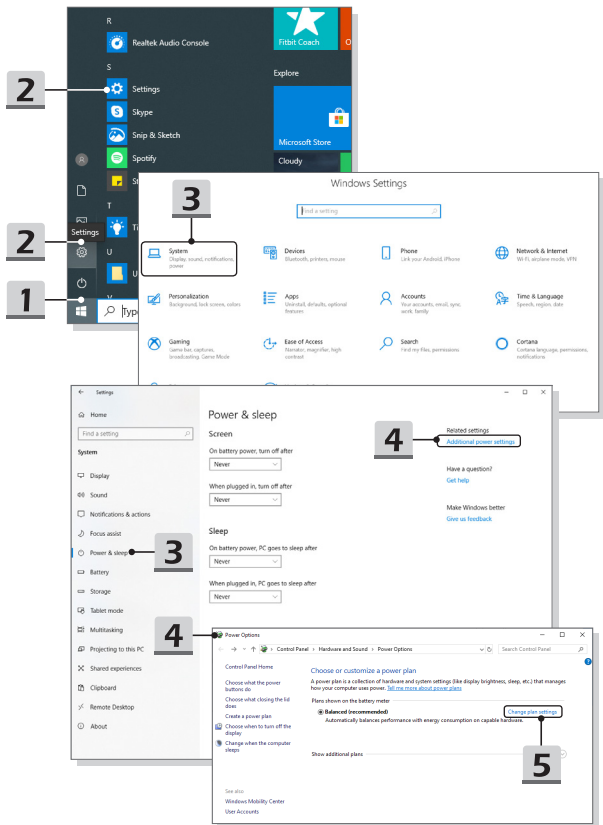 R
Realtek Audio Console
S
Settings
Skype
Snip & Sketch
Spotify
T
U
Fitbit Coach
Explore
Microsoft Store
Cloudy
2
Settings
2
1
3
Windows Settings
Find a setting
System
Display, sound, notifications,
power
Devices
Bluetooth, printers, mouse
Phone
Link your Android, iPhone
Network & Internet
Wi-Fi, airplane mode, VPN
Personalization
Background, lock screen, colors
Apps
Uninstall, defaults, optional
features
Accounts
Your accounts, email, sync,
work, family
Time & Language
Speech, region, date
Gaming
Game bar, captures,
broadcasting, Game Mode
Ease of Access
Narrator, magnifier, high
contrast
Search
Find my files, permissions
Cortana
Cortana language, permissions,
notifications
Settings
Home
Find a setting
System
Display
Sound
Notifications & actions
Focus assist
Power & sleep
3
Battery
Storage
Tablet mode
Multitasking
Projecting to this PC
Shared experiences
Clipboard
Remote Desktop
About
Power & sleep
Screen
On battery power, turn off after
Never
When plugged in, turn off after
Never
Sleep
On battery power, PC goes to sleep after
Never
When plugged in, PC goes to sleep after
Never
4
Related settings
Additional power settings
Have a question?
Get help
Make Windows better
Give us feedback
4
Power Options
Control Panel > Hardware and Sound > Power Options
Search Control Panel
Control Panel Home
Choose what the power
buttons do
Choose what closing the lid
does
Create a power plan
Choose when to turn off the
display
Change when the computer
sleeps
See also
Windows Mobility Center
User Accounts
Choose or customize a power plan
A power plan is a collection of hardware and system settings (like display brightness, sleep, etc.) that manages
how your computer uses power. Tell me more about power plans
Plans shown on the battery meter
Balanced (recommended)
Change plan settings
Automatically balances performance with energy consumption on capable hardware.
Show additional plans
5